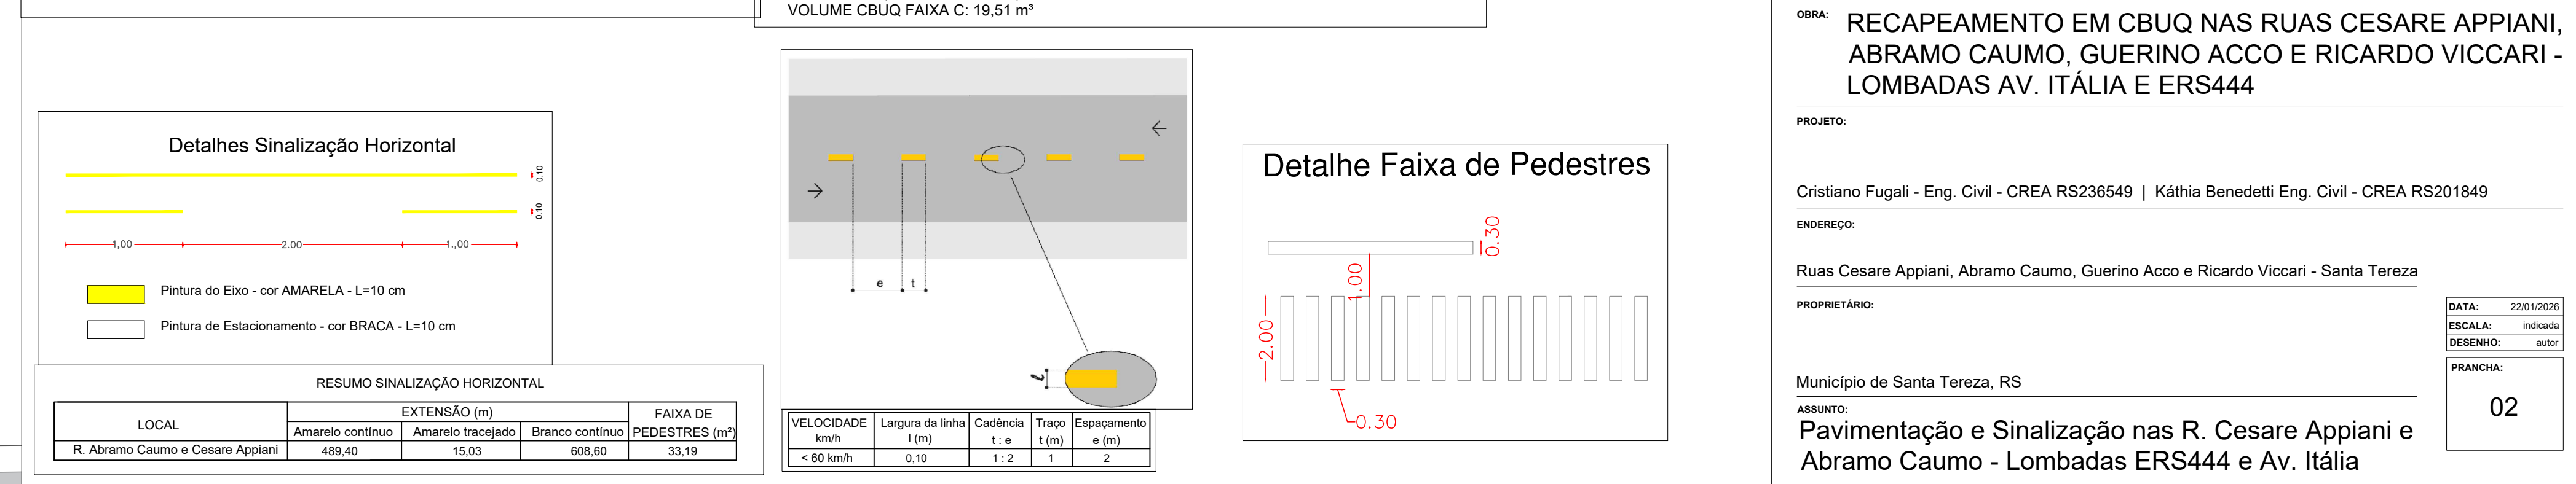 VOLUME CBUQ FAIXA C: 19,51 m³
Detalhes Sinalização Horizontal
0.10
0.10
1,00
2.00
1.,00
Pintura do Eixo - cor AMARELA - L=10 cm
Pintura de Estacionamento - cor BRACA - L=10 cm
RESUMO SINALIZAÇÃO HORIZONTAL
LOCAL
EXTENSÃO (m)
FAIXA DE
PEDESTRES (m²)
Amarelo contínuo
Amarelo tracejado
Branco contínuo
R. Abramo Caumo e Cesare Appiani
489,40
15,03
608,60
33,19
e
t
ℓ
VELOCIDADE
km/h
Largura da linha
l (m)
Cadência
t : e
Traço
t (m)
Espaçamento
e (m)
< 60 km/h
0,10
1 : 2
1
2
Detalhe Faixa de Pedestres
0.30
1.00
2.00
0.30
OBRA:
RECAPEAMENTO EM CBUQ NAS RUAS CESARE APPIANI,
ABRAMO CAUMO, GUERINO ACCO E RICARDO VICCARI -
LOMBADAS AV. ITÁLIA E ERS444
PROJETO:
Cristiano Fugali - Eng. Civil - CREA RS236549 | Káthia Benedetti Eng. Civil - CREA RS201849
ENDEREÇO:
Ruas Cesare Appiani, Abramo Caumo, Guerino Acco e Ricardo Viccari - Santa Tereza
PROPRIETÁRIO:
Município de Santa Tereza, RS
DATA: 22/01/2026
ESCALA: indicada
DESENHO: autor
PRANCHA:
02
ASSUNTO:
Pavimentação e Sinalização nas R. Cesare Appiani e
Abramo Caumo - Lombadas ERS444 e Av. Itália